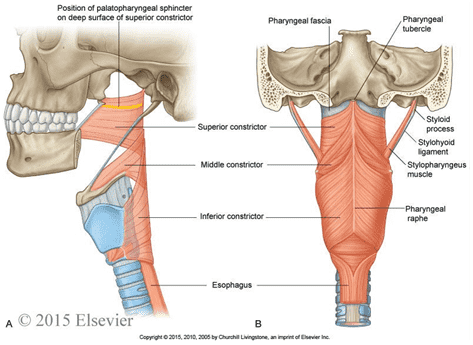 Position of palatopharyngeal sphincter
on deep surface of superior constrictor
Pharyngeal fascia
Pharyngeal
tubercle
Superior constrictor
Middle constrictor
Inferior constrictor
Esophagus
Styloid
process
Stylohyoid
ligament
Stylopharyngeus
muscle
Pharyngeal
raphe
A © 2015 Elsevier
B
Copyright © 2015, 2010, 2005 by Churchill Livingstone, an imprint of Elsevier Inc.